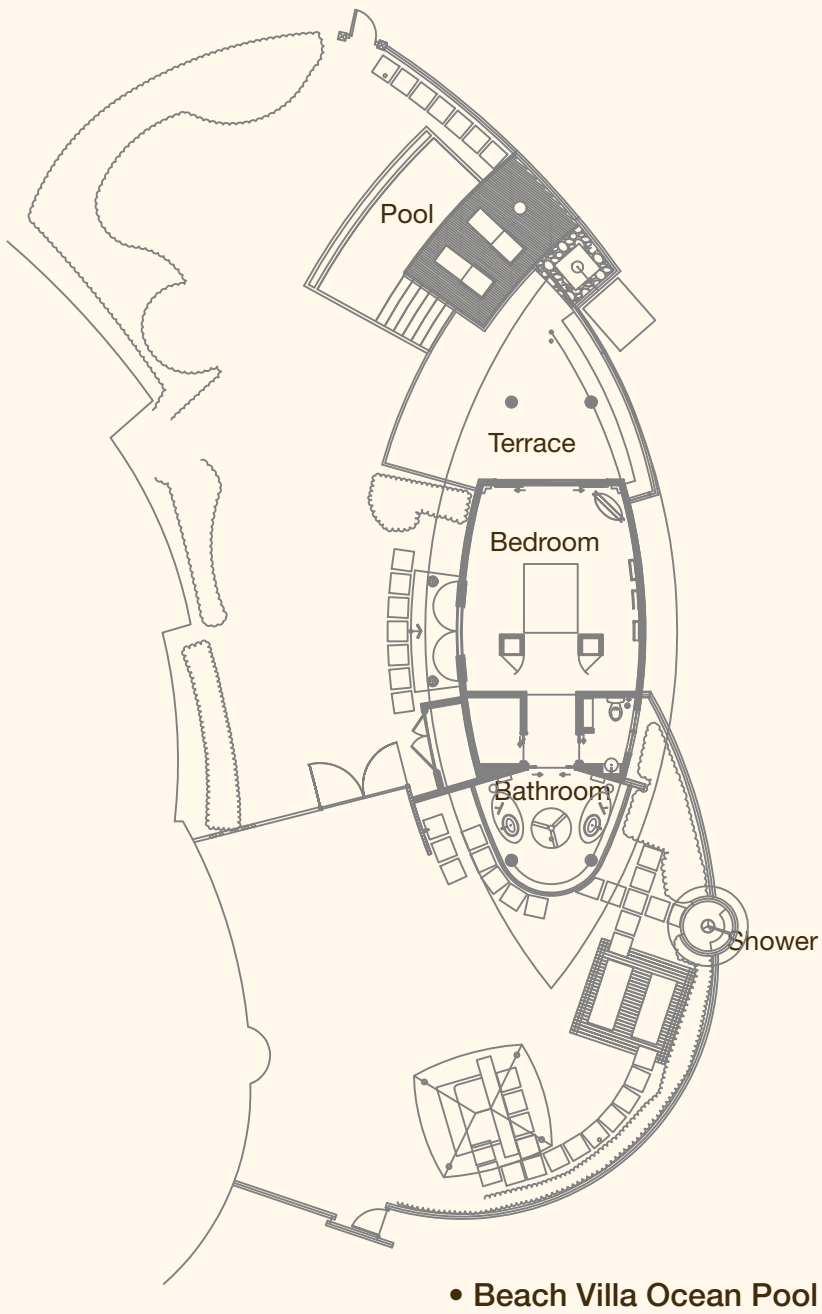 Pool
Terrace
Bedroom
Bathroom
Shower
• Beach Villa Ocean Pool